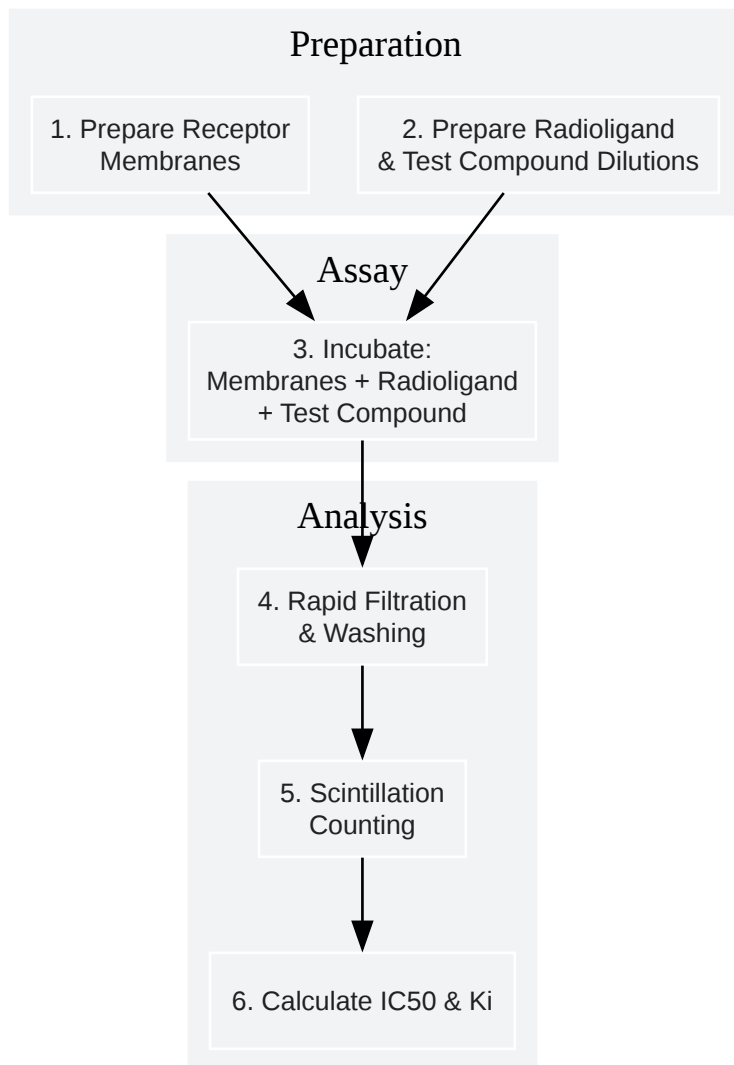 Preparation
1. Prepare Receptor
Membranes
2. Prepare Radioligand
& Test Compound Dilutions
Assay
3. Incubate:
Membranes + Radioligand
+ Test Compound
Analysis
4. Rapid Filtration
& Washing
5. Scintillation
Counting
6. Calculate IC50 & Ki